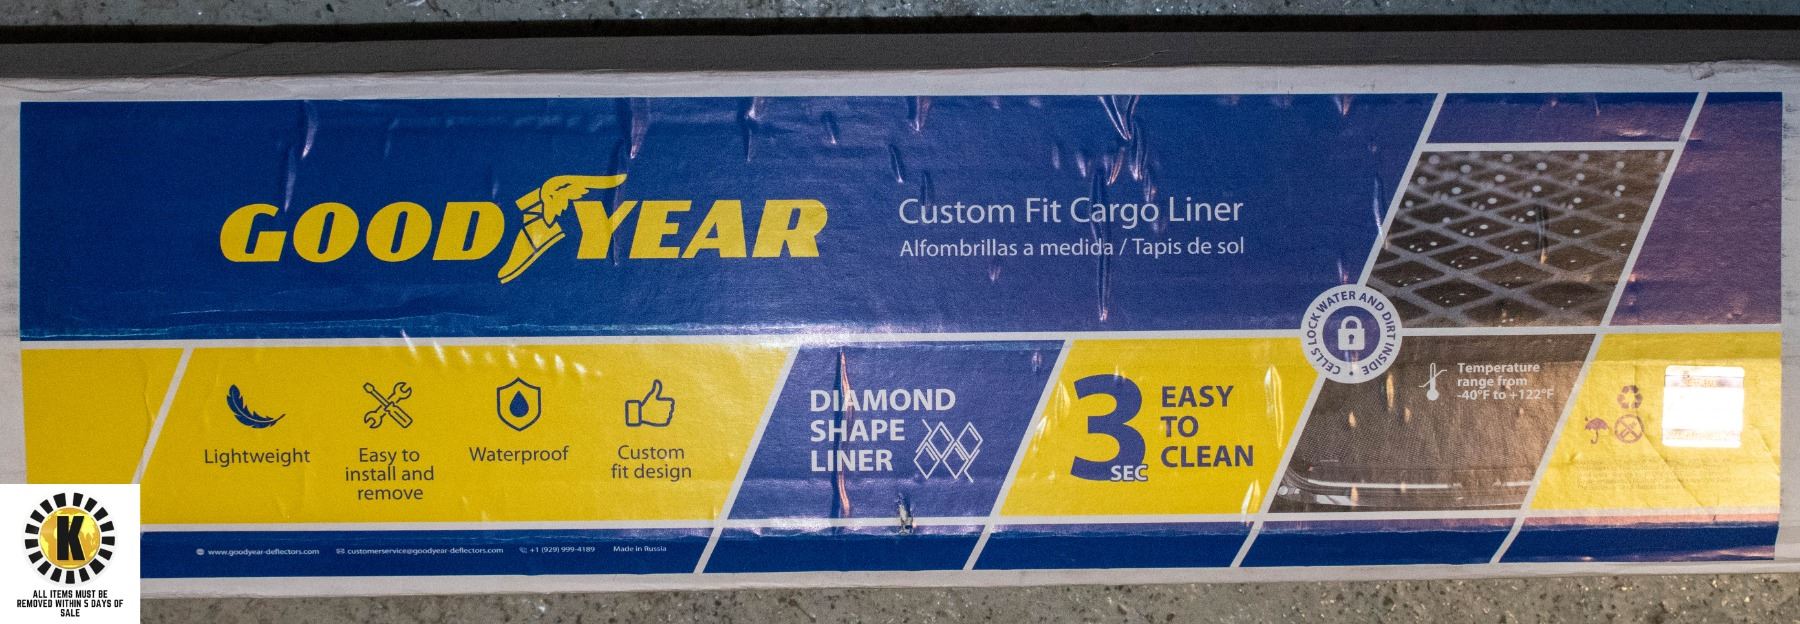 GOODYEAR
Custom Fit Cargo Liner
Alfombrillas a medida / Tapis de sol
CELLS LOCK WATER AND DIRT INSIDE
Temperature
range from
-40°F to +122°F
Lightweight
Easy to
install and
remove
Waterproof
Custom
fit design
DIAMOND
SHAPE
LINER
3
SEC
EASY
TO
CLEAN
www.goodyear-deflectors.com
customerservice@goodyear-deflectors.com
+1 (929) 999-4189
Made in Russia
K
ALL ITEMS MUST BE
REMOVED WITHIN 5 DAYS OF
SALE